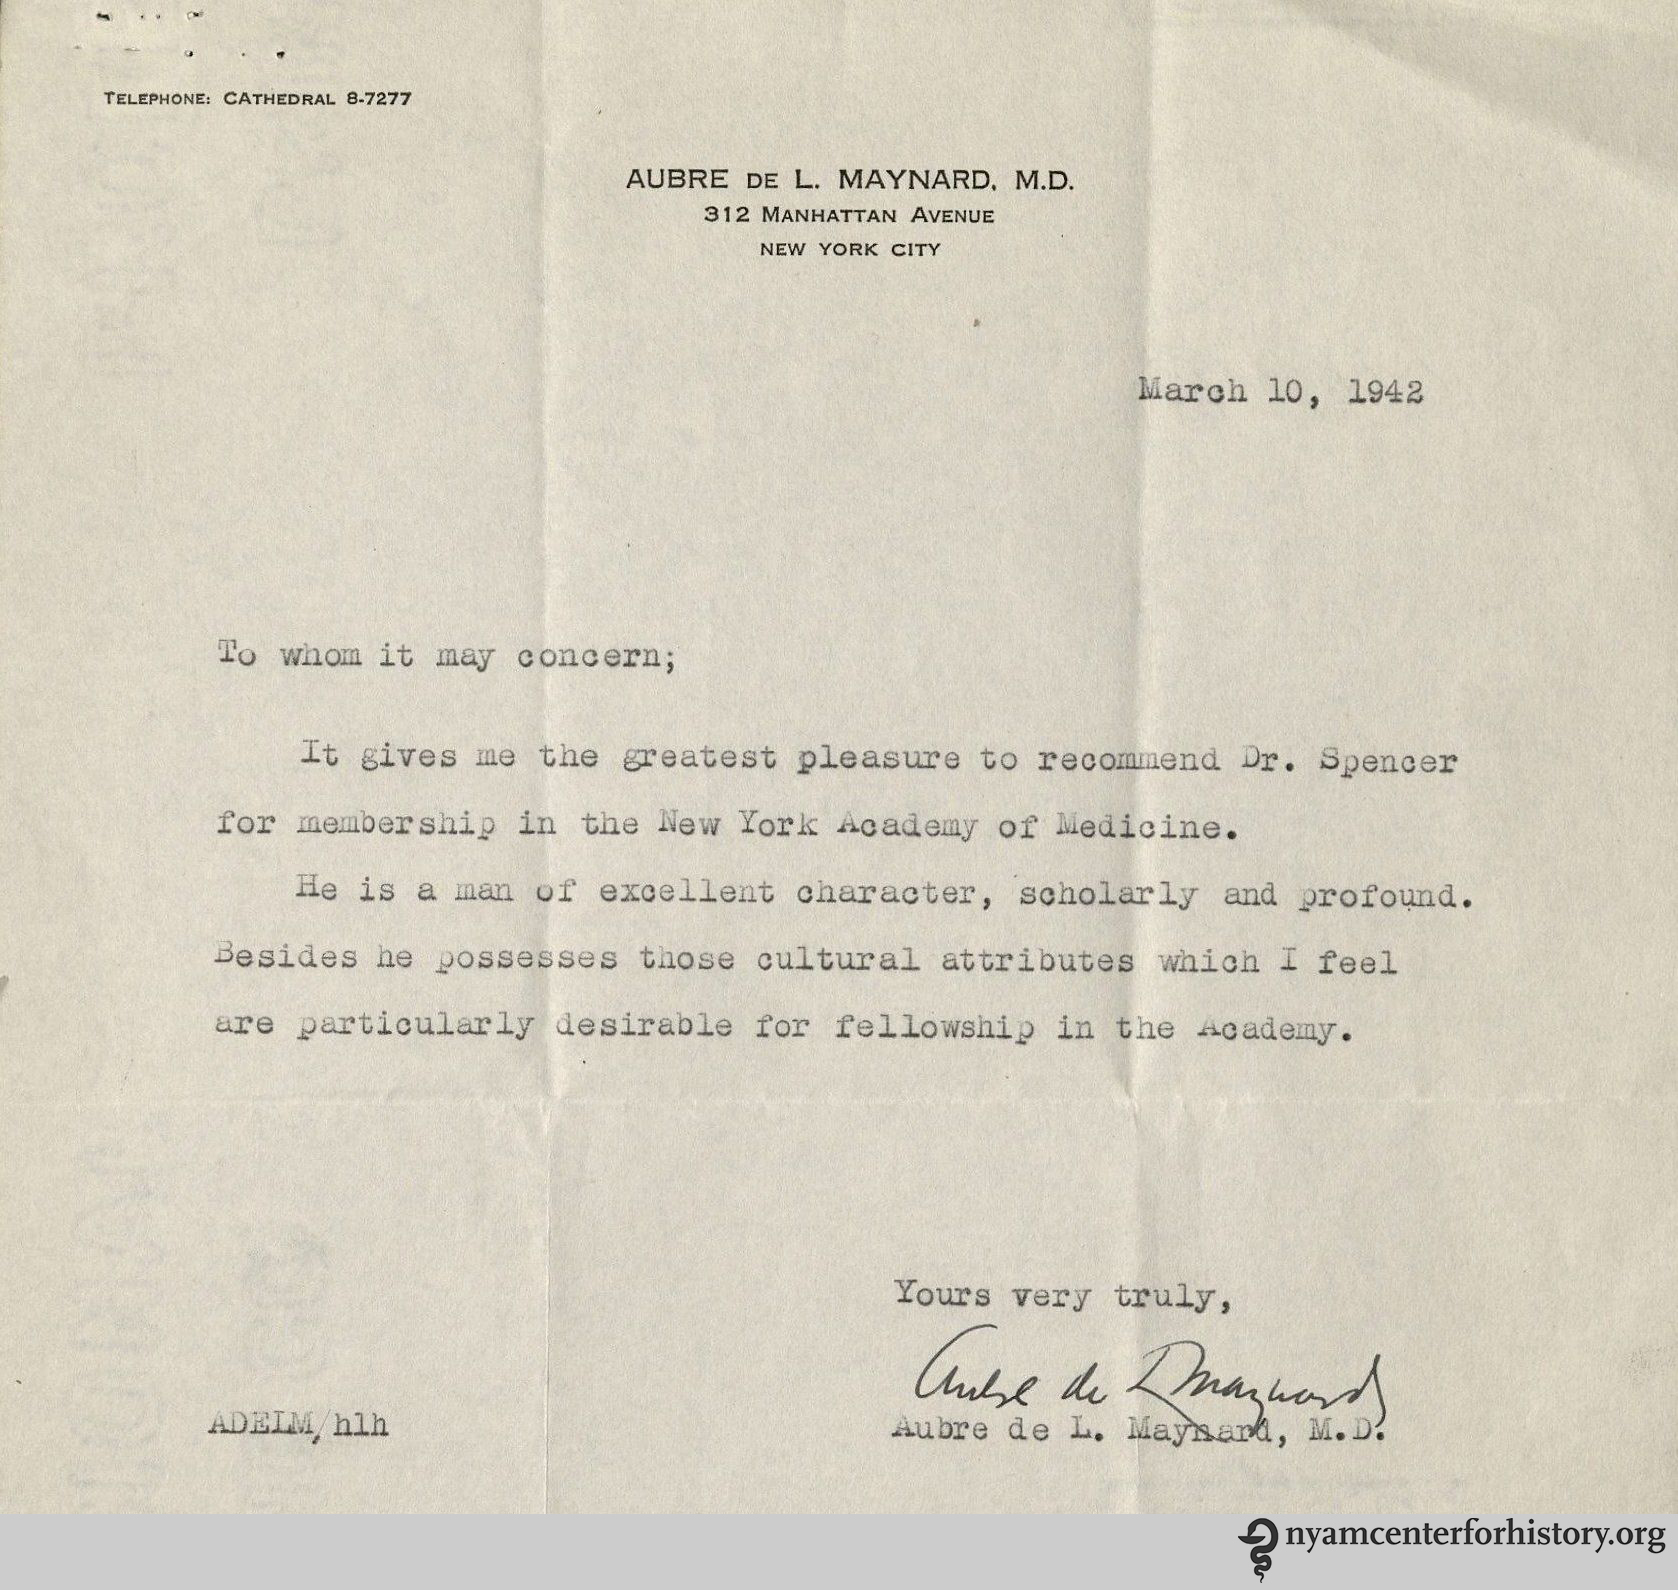 TELEPHONE: CATHEDRAL 8-7277
AUBRE DE L. MAYNARD, M.D.
312 MANHATTAN AVENUE
NEW YORK CITY
March 10, 1942
To whom it may concern;
It gives me the greatest pleasure to recommend Dr. Spencer
for membership in the New York Academy of Medicine.
He is a man of excellent character, scholarly and profound.
Besides he possesses those cultural attributes which I feel
are particularly desirable for fellowship in the Academy.
Yours very truly,
Aubre de L Maynard
Aubre de L. Maynard, M.D.
ADELM/hlh
nyamcenterforhistory.org